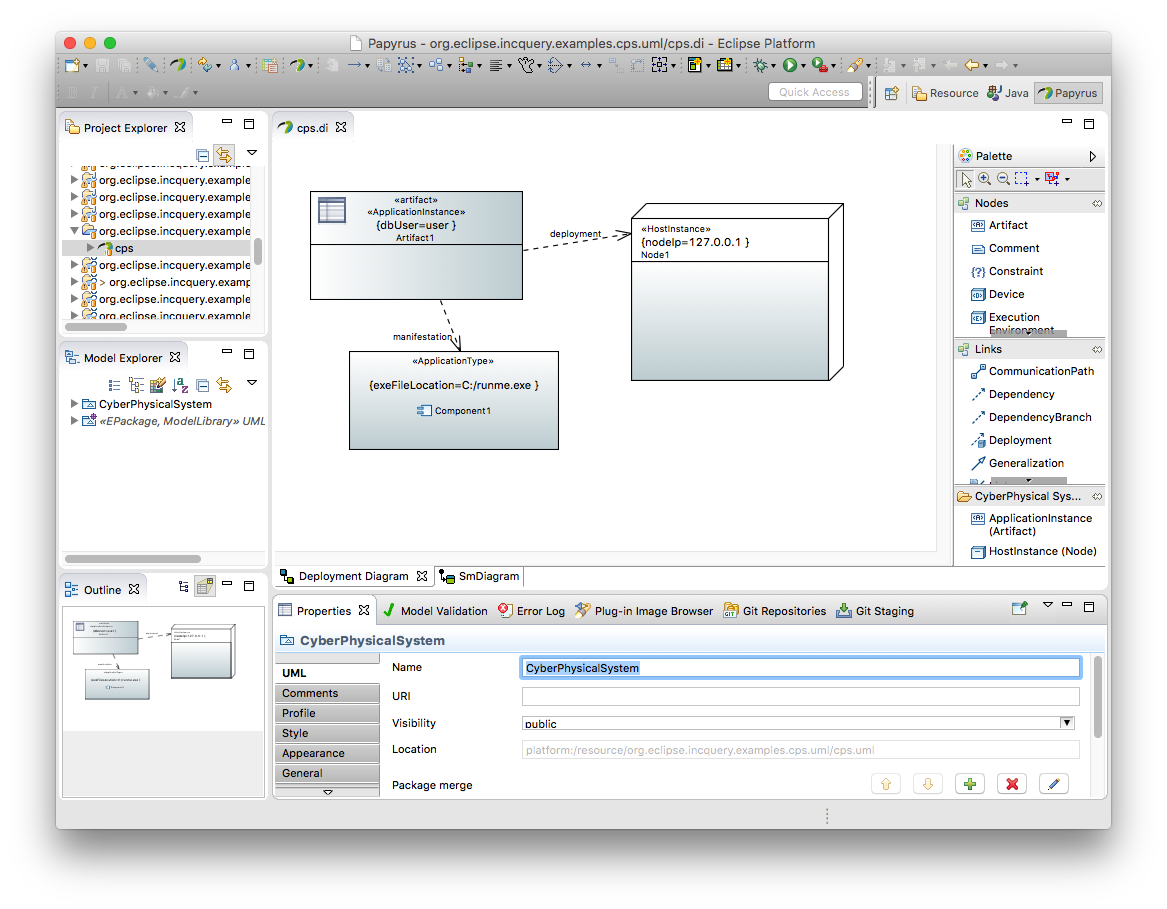 Papyrus - org.eclipse.incquery.examples.cps.uml/cps.di - Eclipse Platform
Quick Access
Resource
Java
Papyrus
Project Explorer
org.eclipse.incquery.example
org.eclipse.incquery.example
org.eclipse.incquery.example
org.eclipse.incquery.example
org.eclipse.incquery.example
cps
org.eclipse.incquery.example
> org.eclipse.incquery.examp
org.eclipse.incquery.example
org.eclipse.incquery.example
Model Explorer
CyberPhysicalSystem
«EPackage, ModelLibrary» UML
Outline
cps.di
«artifact»
«ApplicationInstance»
{dbUser=user }
Artifact1
deployment
«HostInstance»
{nodeIp=127.0.0.1 }
Node1
manifestation
«ApplicationType»
{exeFileLocation=C:/runme.exe }
Component1
Palette
Nodes
Artifact
Comment
Constraint
Device
Execution
Environment
Links
CommunicationPath
Dependency
DependencyBranch
Deployment
Generalization
CyberPhysical Sys...
ApplicationInstance
(Artifact)
HostInstance (Node)
Deployment Diagram
SmDiagram
Properties
Model Validation
Error Log
Plug-in Image Browser
Git Repositories
Git Staging
CyberPhysicalSystem
UML
Comments
Profile
Style
Appearance
General
Name
CyberPhysicalSystem
URI
Visibility
public
Location
platform:/resource/org.eclipse.incquery.examples.cps.uml/cps.uml
Package merge